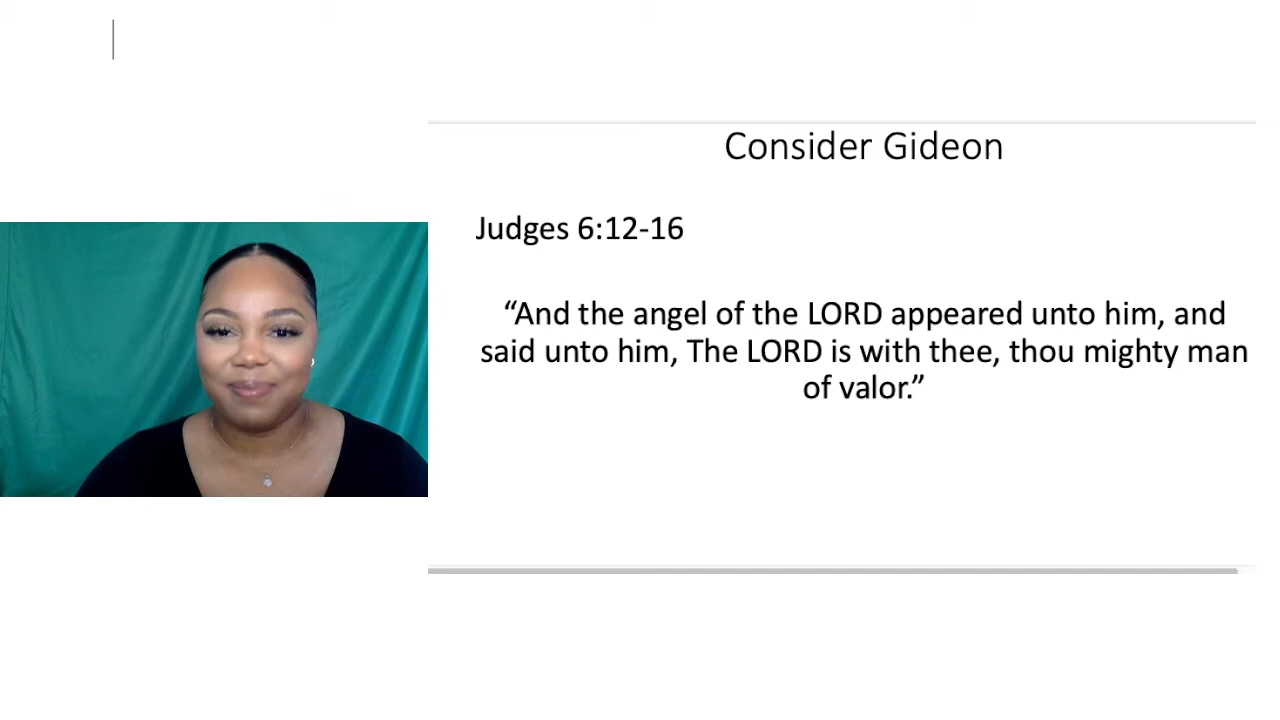 Consider Gideon
Judges 6:12-16
“And the angel of the LORD appeared unto him, and
said unto him, The LORD is with thee, thou mighty man
of valor.”